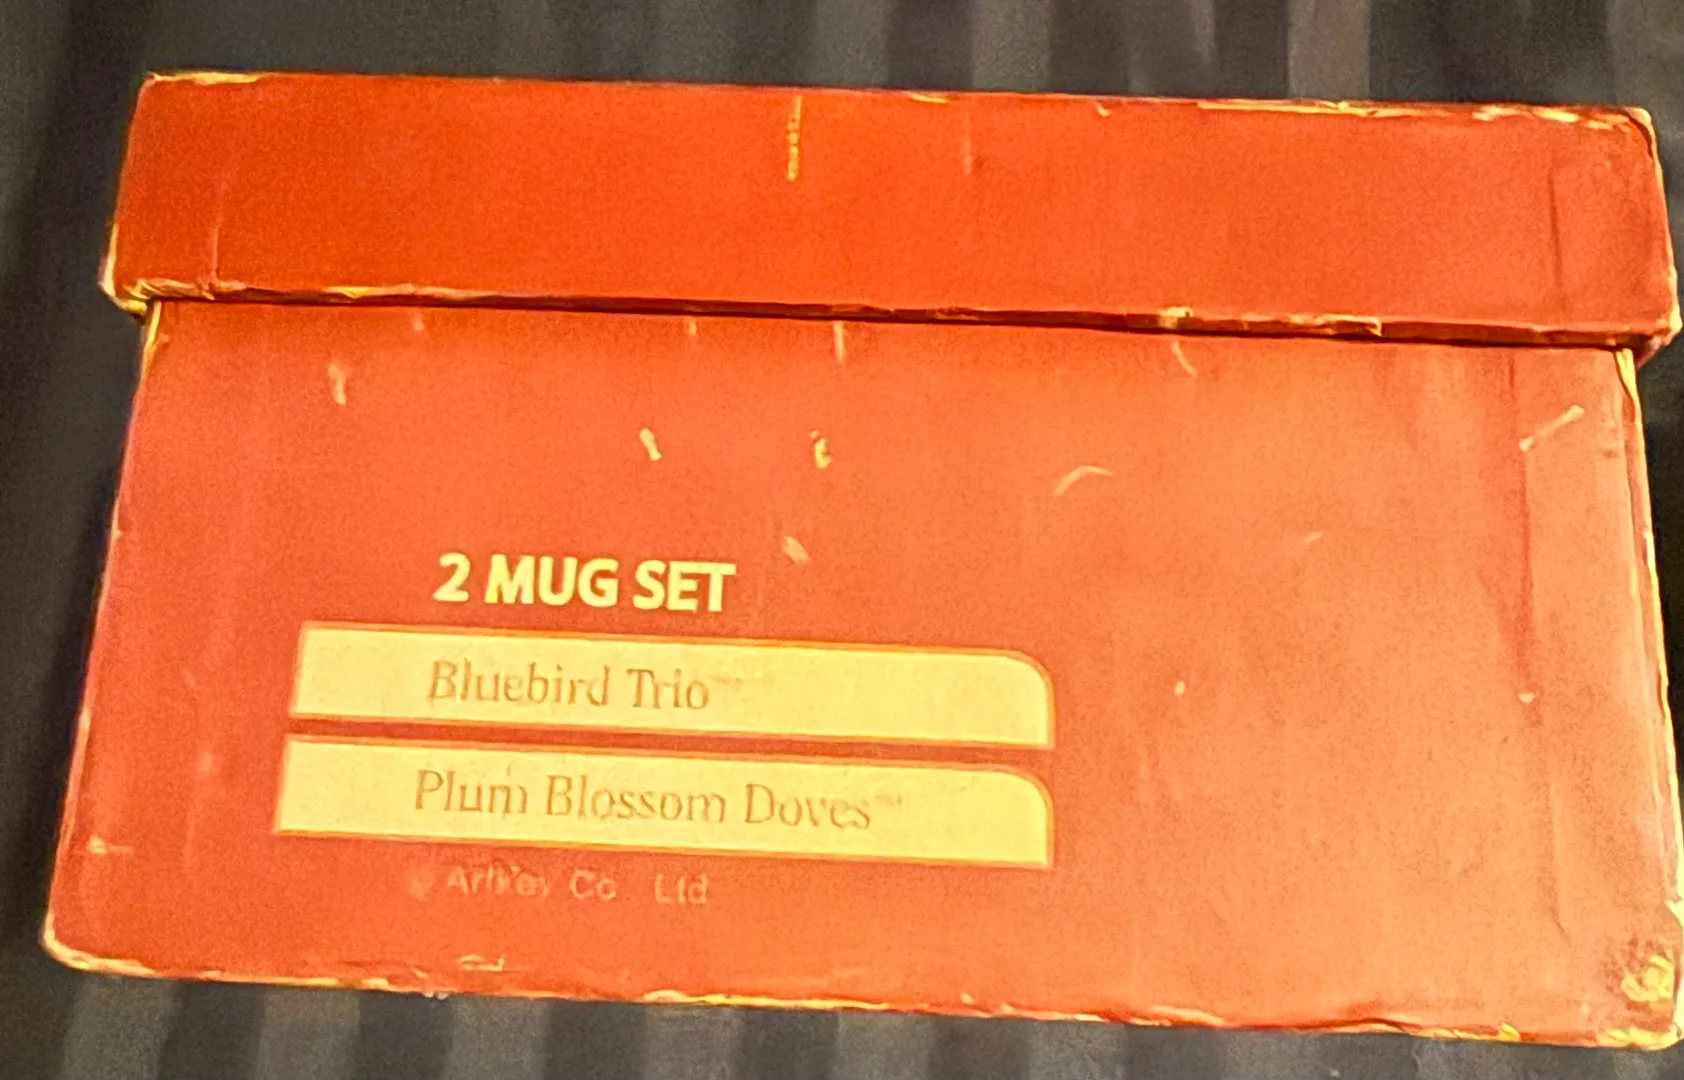 2 MUG SET
Bluebird Trio™
Plum Blossom Doves™
© ArtKey Co Ltd